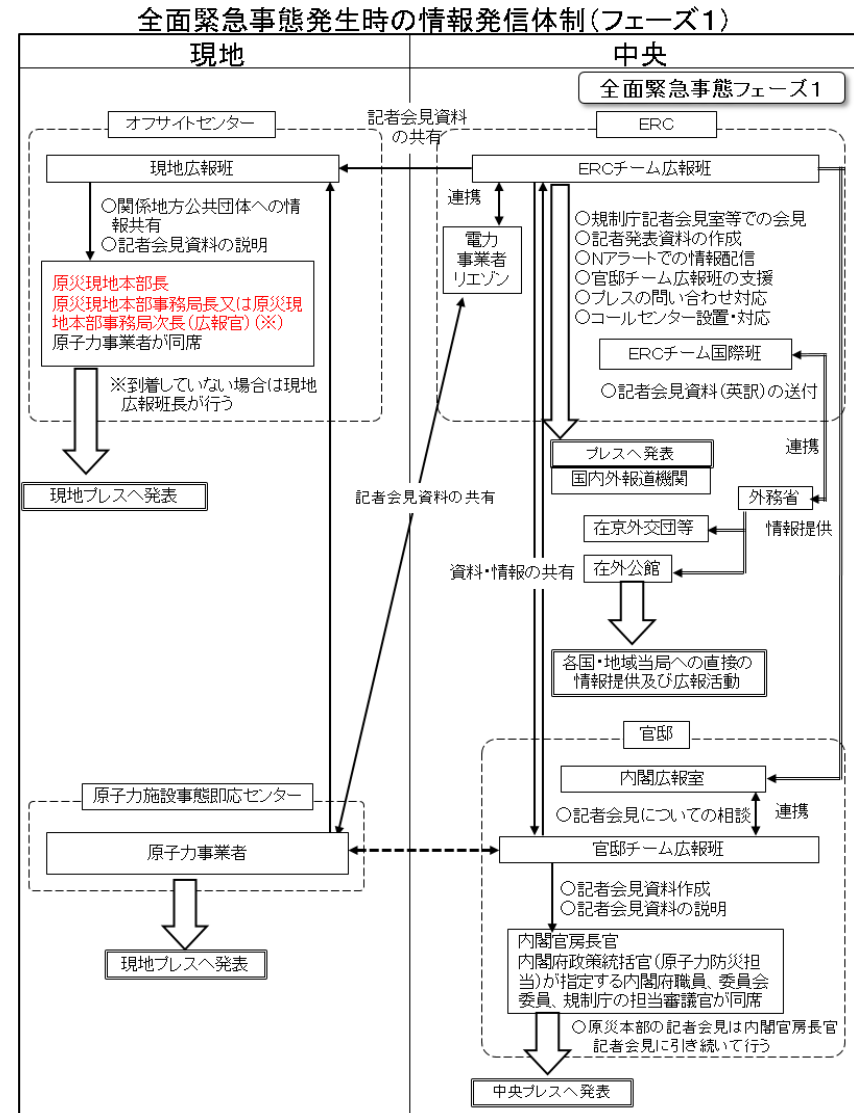 全面緊急事態発生時の情報発信体制(フェーズ1)
現地
中央
全面緊急事態フェーズ1
オフサイトセンター
記者会見資料
の共有
ERC
現地広報班
ERCチーム広報班
○関係地方公共団体への情
報共有
○記者会見資料の説明
連携
電力
事業者
リエゾン
○規制庁記者会見室等での会見
○記者発表資料の作成
○Nアラートでの情報配信
○官邸チーム広報班の支援
○プレスの問い合わせ対応
○コールセンター設置・対応
原災現地本部長
原災現地本部事務局長又は原災現
地本部事務局次長(広報官)(※)
原子力事業者が同席
ERCチーム国際班
※到着していない場合は現地
広報班長が行う
○記者会見資料(英訳)の送付
連携
現地プレスへ発表
プレスへ発表
国内外報道機関
記者会見資料の共有
外務省
在京外交団等
情報提供
資料・情報の共有
在外公館
各国・地域当局への直接の
情報提供及び広報活動
官邸
内閣広報室
原子力施設事態即応センター
○記者会見についての相談
連携
原子力事業者
官邸チーム広報班
○記者会見資料作成
○記者会見資料の説明
現地プレスへ発表
内閣官房長官
内閣府政策統括官(原子力防災担
当)が指定する内閣府職員、委員会
委員、規制庁の担当審議官が同席
○原災本部の記者会見は内閣官房長官
記者会見に引き続いて行う
中央プレスへ発表